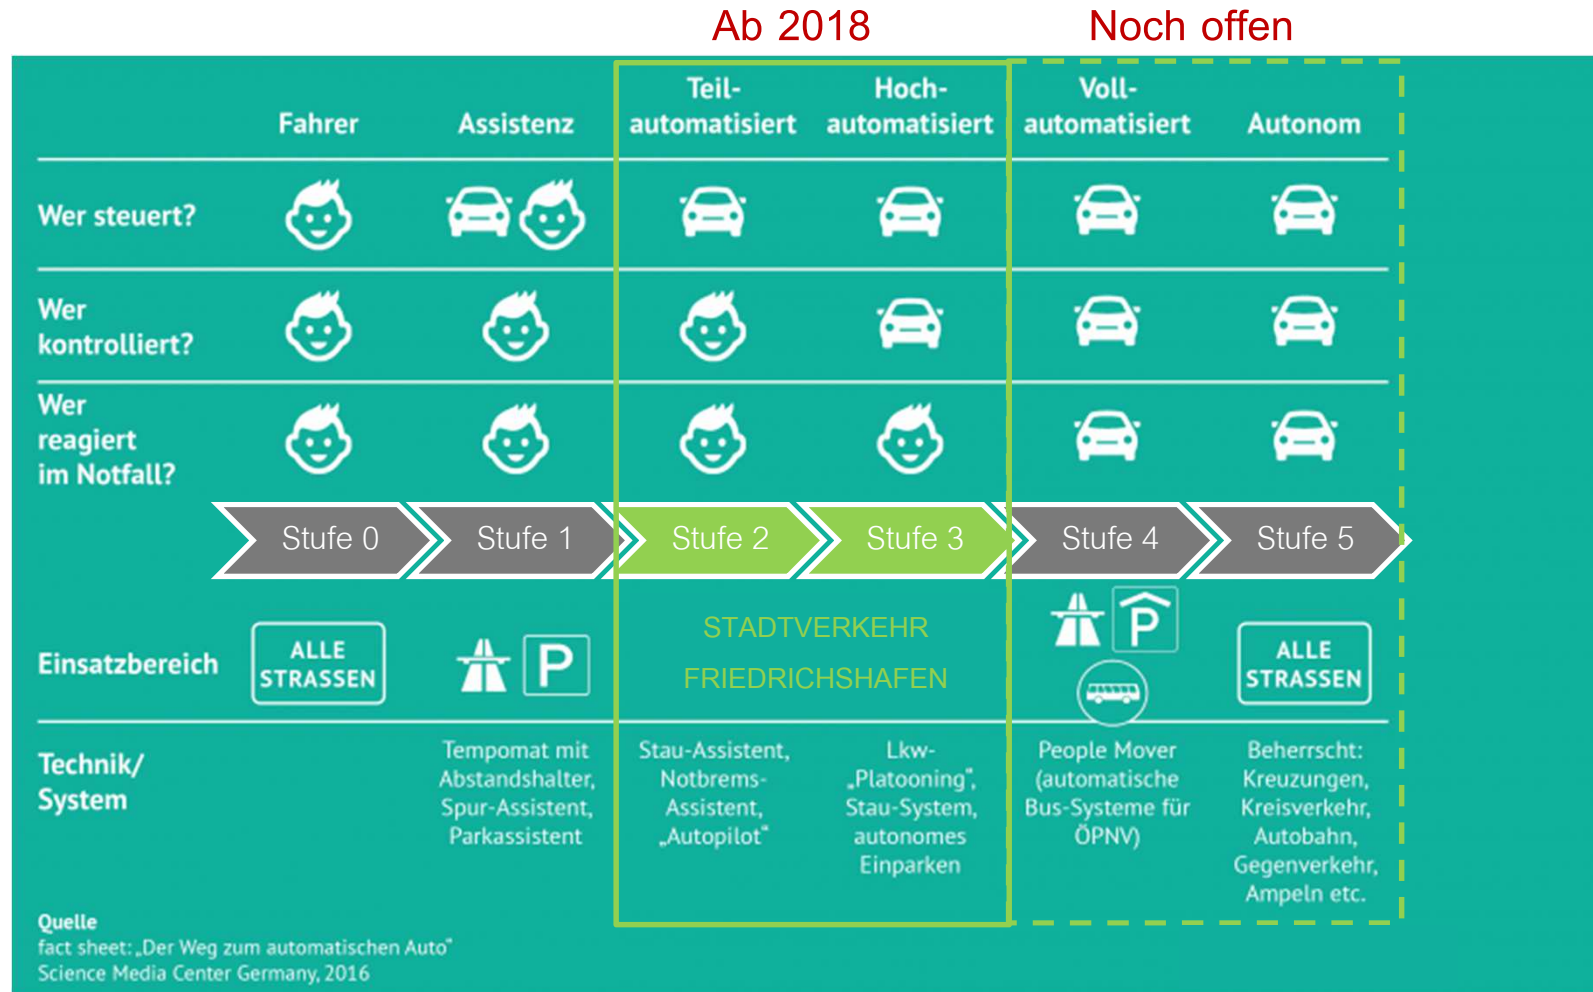 Ab 2018
Noch offen
Fahrer
Assistenz
Teil-
automatisiert
Hoch-
automatisiert
Voll-
automatisiert
Autonom
Wer steuert?
Wer
kontrolliert?
Wer
reagiert
im Notfall?
Stufe 0
Stufe 1
Stufe 2
Stufe 3
Stufe 4
Stufe 5
Einsatzbereich
ALLE
STRASSEN
P
STADTVERKEHR
FRIEDRICHSHAFEN
P
ALLE
STRASSEN
Technik/
System
Tempomat mit
Abstandshalter,
Spur-Assistent,
Parkassistent
Stau-Assistent,
Notbrems-
Assistent,
„Autopilot“
Lkw-
„Platooning“,
Stau-System,
autonomes
Einparken
People Mover
(automatische
Bus-Systeme für
ÖPNV)
Beherrscht:
Kreuzungen,
Kreisverkehr,
Autobahn,
Gegenverkehr,
Ampeln etc.
Quelle
fact sheet: „Der Weg zum automatischen Auto“
Science Media Center Germany, 2016